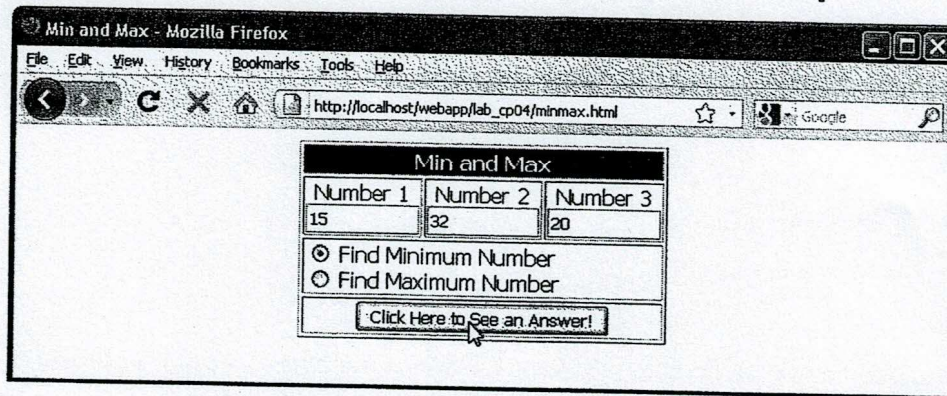 Min and Max - Mozilla Firefox
File Edit View History Bookmarks Tools Help
http://localhost/webapp/lab_cp04/minmax.html Google
Min and Max
Number 1 Number 2 Number 3
15 32 20
Find Minimum Number
Find Maximum Number
Click Here to See an Answer!